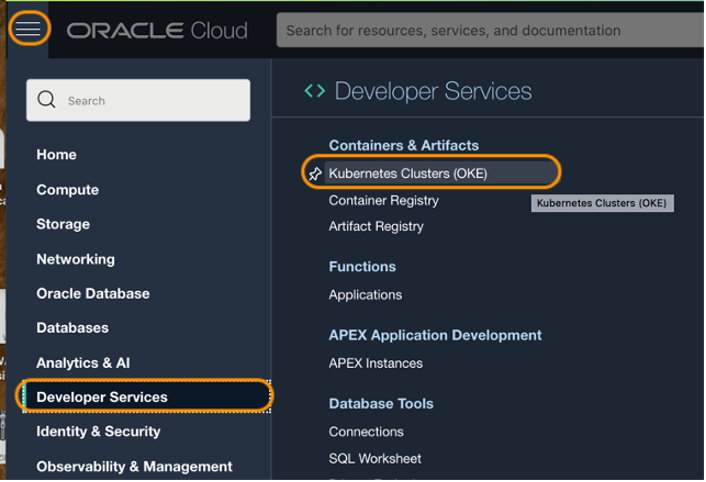 ORACLE Cloud
Search for resources, services, and documentation
Search
Home
Compute
Storage
Networking
Oracle Database
Databases
Analytics & AI
Developer Services
Identity & Security
Observability & Management
Developer Services
Containers & Artifacts
Kubernetes Clusters (OKE)
Container Registry
Kubernetes Clusters (OKE)
Artifact Registry
Functions
Applications
APEX Application Development
APEX Instances
Database Tools
Connections
SQL Worksheet